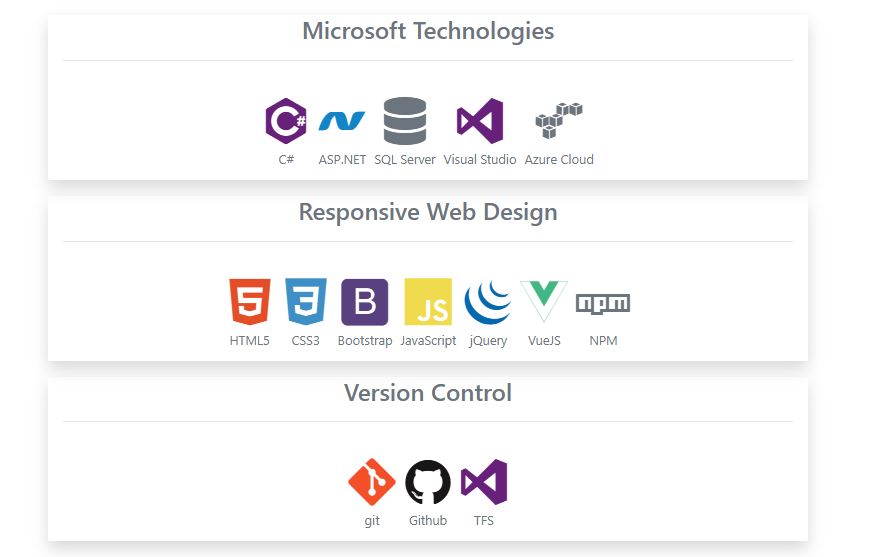 Microsoft Technologies
C#
C# ASP.NET SQL Server Visual Studio Azure Cloud
Responsive Web Design
5 3 B JS npm
HTML5 CSS3 Bootstrap JavaScript jQuery VueJS NPM
Version Control
git Github TFS